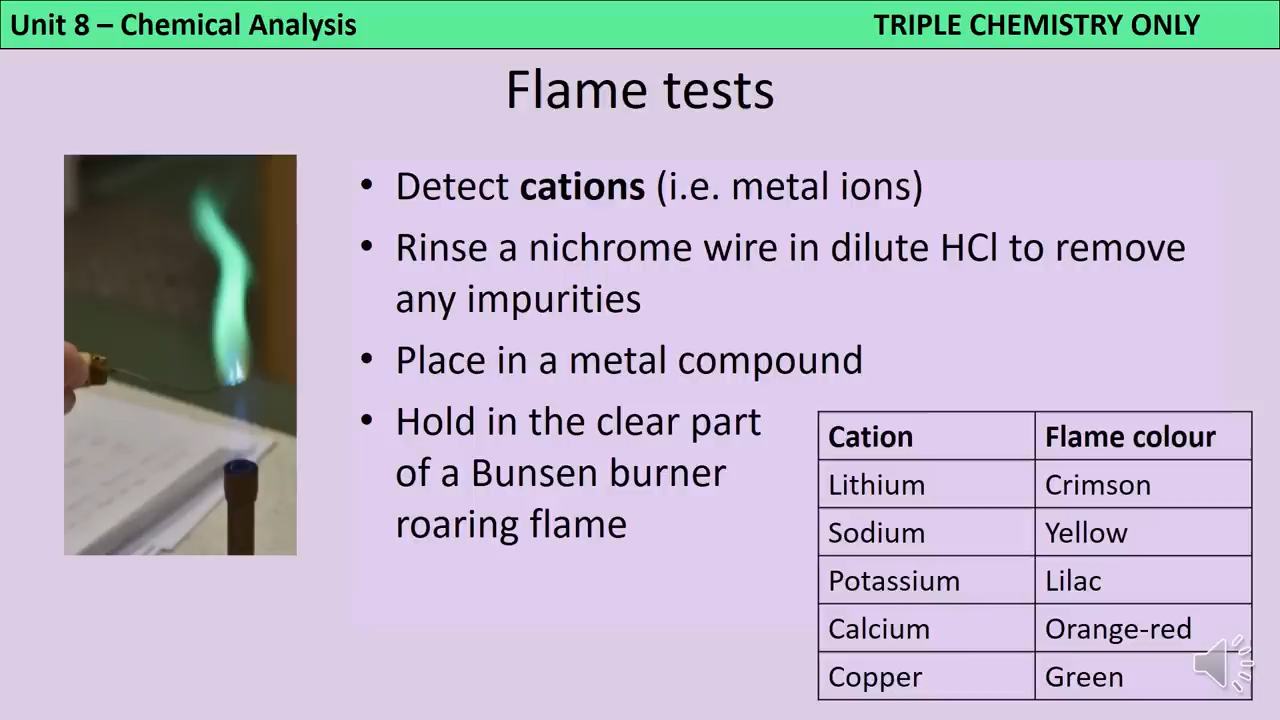 Unit 8 – Chemical Analysis
TRIPLE CHEMISTRY ONLY
Flame tests
• Detect cations (i.e. metal ions)
• Rinse a nichrome wire in dilute HCl to remove
any impurities
• Place in a metal compound
• Hold in the clear part
of a Bunsen burner
roaring flame
Cation Flame colour
Lithium Crimson
Sodium Yellow
Potassium Lilac
Calcium Orange-red
Copper Green